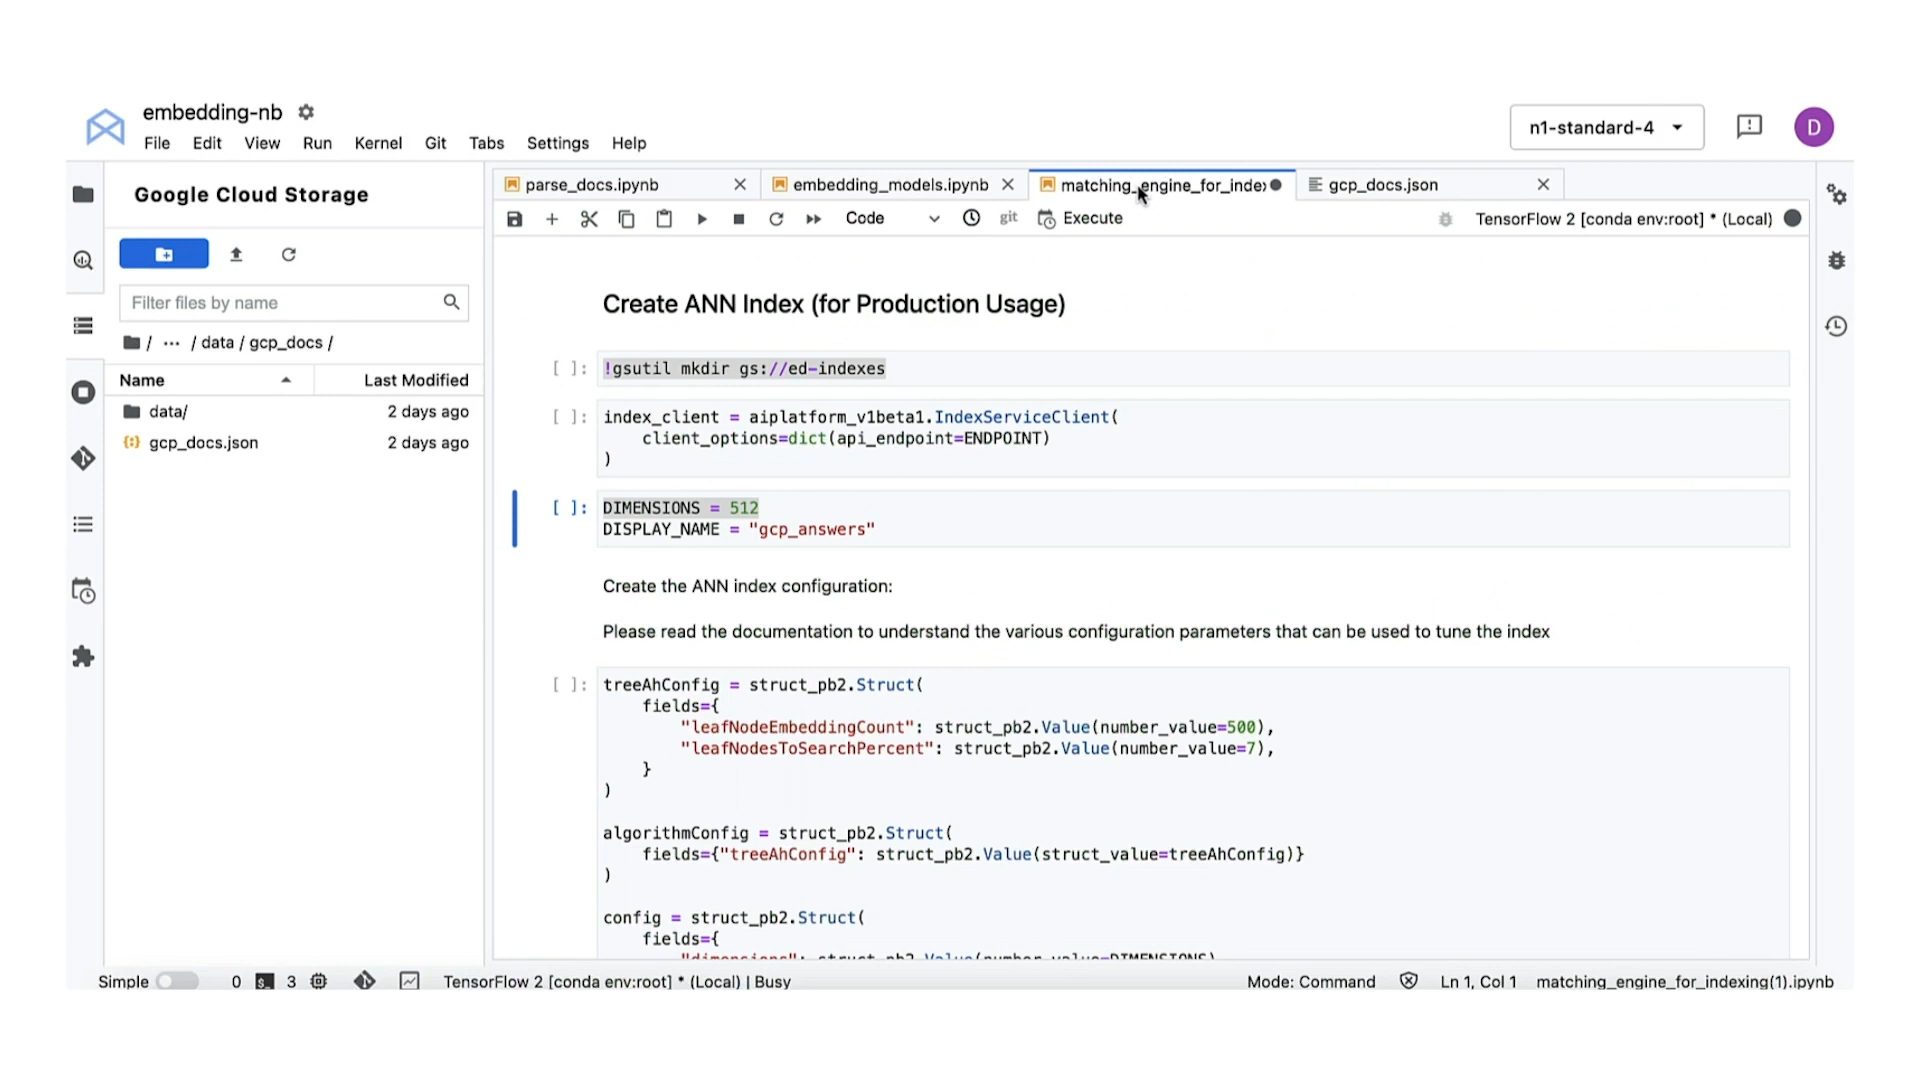 embedding-nb
File Edit View Run Kernel Git Tabs Settings Help
n1-standard-4
D
Google Cloud Storage
Filter files by name
/ ··· / data / gcp_docs /
Name Last Modified
data/ 2 days ago
gcp_docs.json 2 days ago
parse_docs.ipynb embedding_models.ipynb matching_engine_for_index gcp_docs.json
Code git Execute TensorFlow 2 [conda env:root] * (Local)
Create ANN Index (for Production Usage)
[ ]: !gsutil mkdir gs://ed-indexes
[ ]: index_client = aiplatform_v1beta1.IndexServiceClient(
client_options=dict(api_endpoint=ENDPOINT)
)
[ ]: DIMENSIONS = 512
DISPLAY_NAME = "gcp_answers"
Create the ANN index configuration:
Please read the documentation to understand the various configuration parameters that can be used to tune the index
[ ]: treeAhConfig = struct_pb2.Struct(
fields={
"leafNodeEmbeddingCount": struct_pb2.Value(number_value=500),
"leafNodesToSearchPercent": struct_pb2.Value(number_value=7),
}
)
algorithmConfig = struct_pb2.Struct(
fields={"treeAhConfig": struct_pb2.Value(struct_value=treeAhConfig)}
)
config = struct_pb2.Struct(
fields={
"dimensions": struct_pb2.Value(number_value=DIMENSIONS),
Simple 0 3 TensorFlow 2 [conda env:root] * (Local) | Busy Mode: Command Ln 1, Col 1 matching_engine_for_indexing(1).ipynb